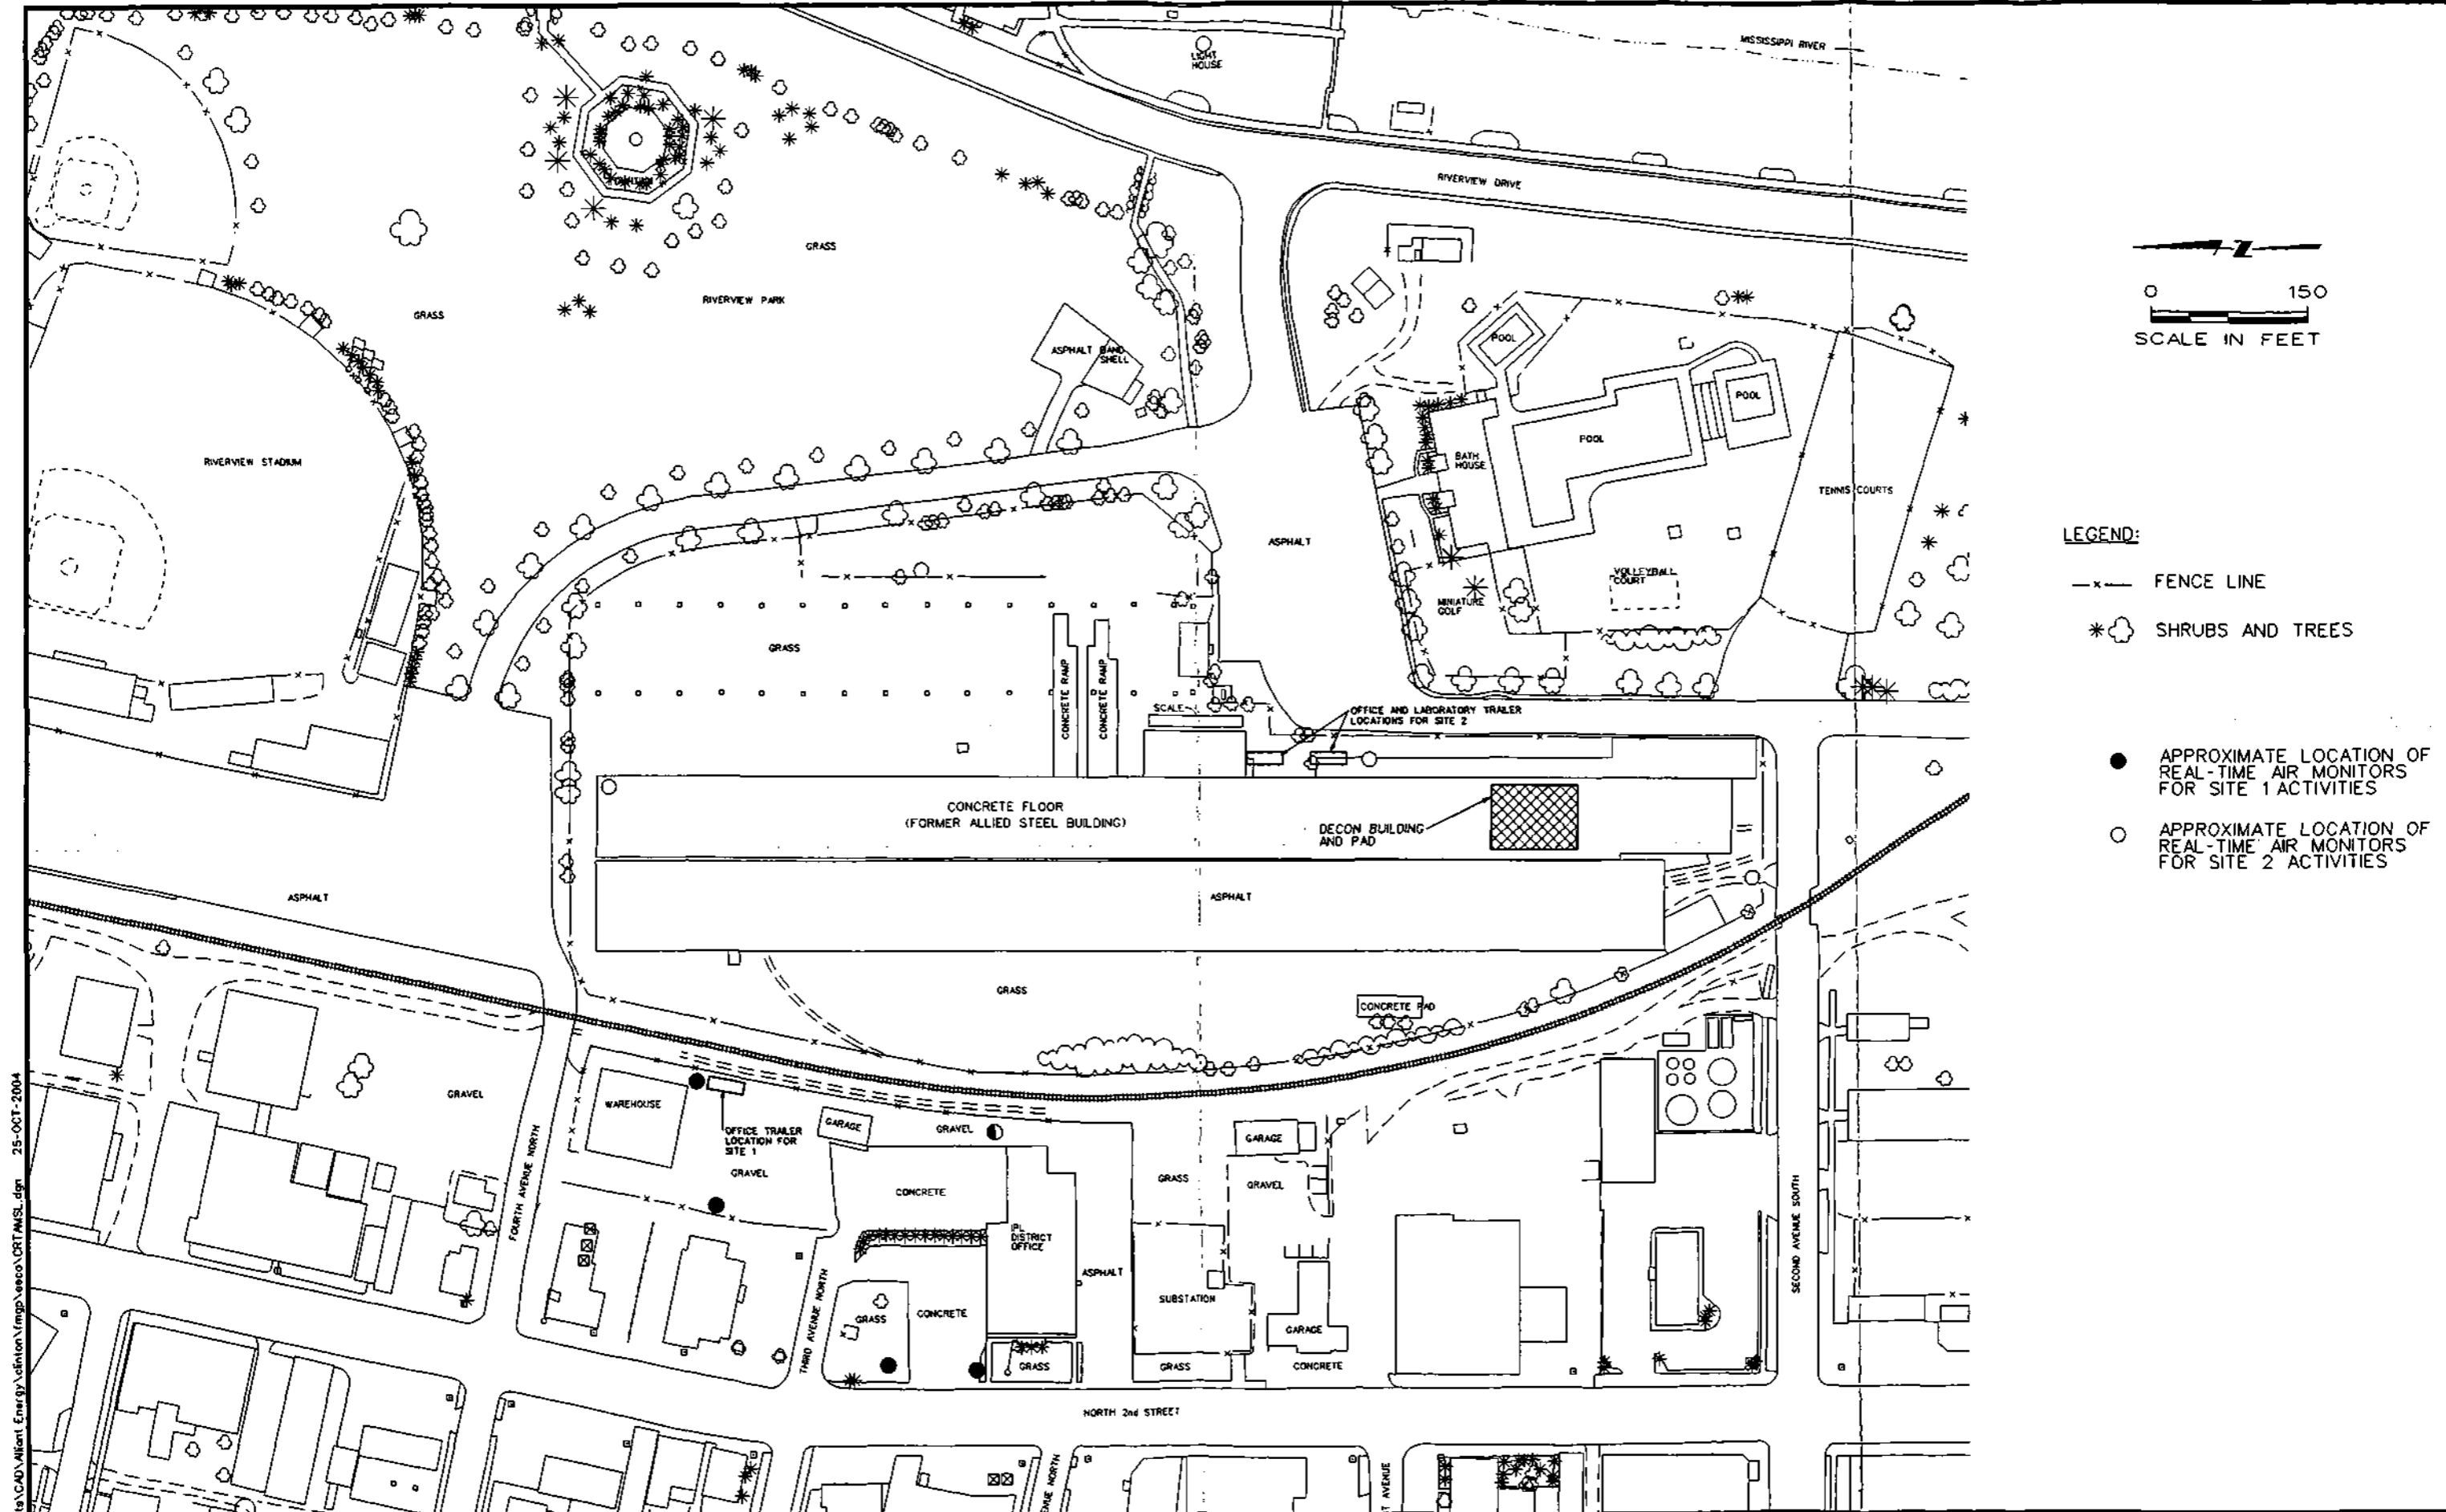 MISSISSIPPI RIVER
LIGHT
HOUSE
RIVERVIEW DRIVE
GRASS
RIVERVIEW PARK
GRASS
ASPHALT
BAND
SHELL
POOL
POOL
POOL
BATH
HOUSE
RIVERVIEW STADIUM
TENNIS COURTS
ASPHALT
VOLLEYBALL
COURT
MINIATURE
GOLF
GRASS
CONCRETE RAMP
CONCRETE RAMP
SCALE
OFFICE AND LABORATORY TRAILER
LOCATIONS FOR SITE 2
CONCRETE FLOOR
(FORMER ALLIED STEEL BUILDING)
DECON BUILDING
AND PAD
ASPHALT
ASPHALT
GRASS
CONCRETE PAD
GRAVEL
WAREHOUSE
OFFICE TRAILER
LOCATION FOR
SITE 1
GRAVEL
GARAGE
GRAVEL
GARAGE
FOURTH AVENUE NORTH
CONCRETE
GRASS
GRAVEL
IPL
DISTRICT
OFFICE
ASPHALT
SUBSTATION
SECOND AVENUE SOUTH
THIRD AVENUE NORTH
GRASS
CONCRETE
GARAGE
GRASS
GRASS
CONCRETE
NORTH 2nd STREET
NORTH
AVENUE
Z
0 150
SCALE IN FEET
LEGEND:
FENCE LINE
SHRUBS AND TREES
APPROXIMATE LOCATION OF
REAL-TIME AIR MONITORS
FOR SITE 1 ACTIVITIES
APPROXIMATE LOCATION OF
REAL-TIME AIR MONITORS
FOR SITE 2 ACTIVITIES
25-OCT-2004